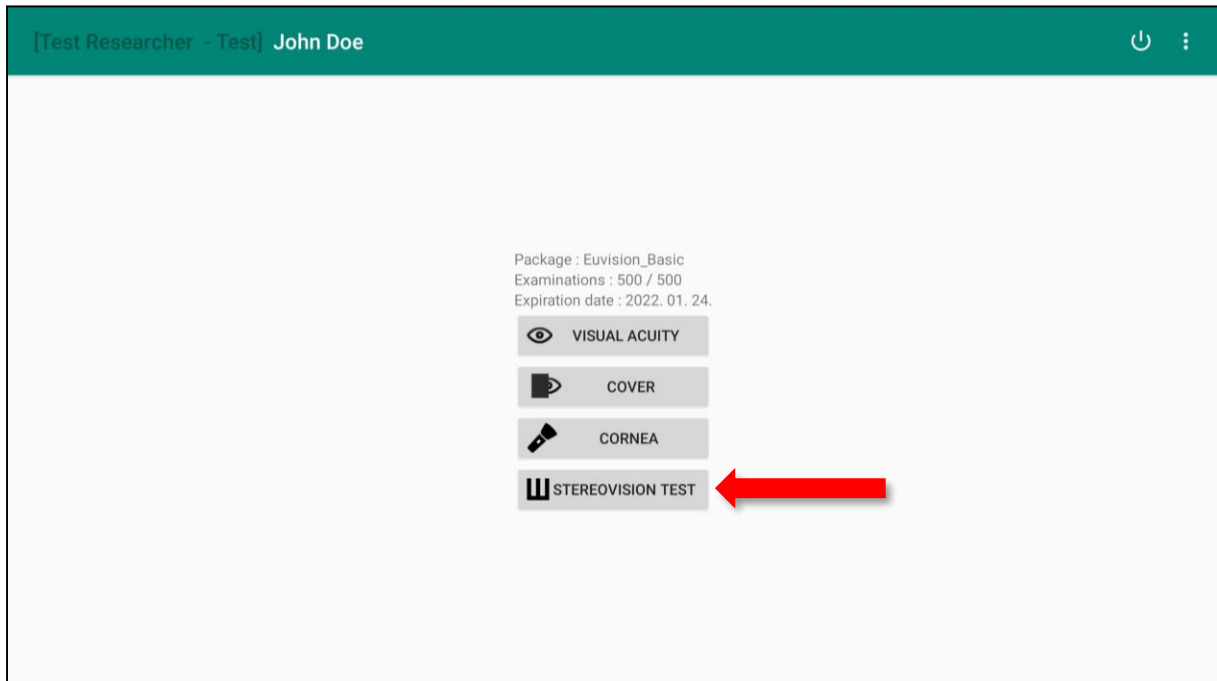 [Test Researcher - Test] John Doe
Package : Euvision_Basic
Examinations : 500 / 500
Expiration date : 2022. 01. 24.
VISUAL ACUITY
COVER
CORNEA
STEREOVISION TEST